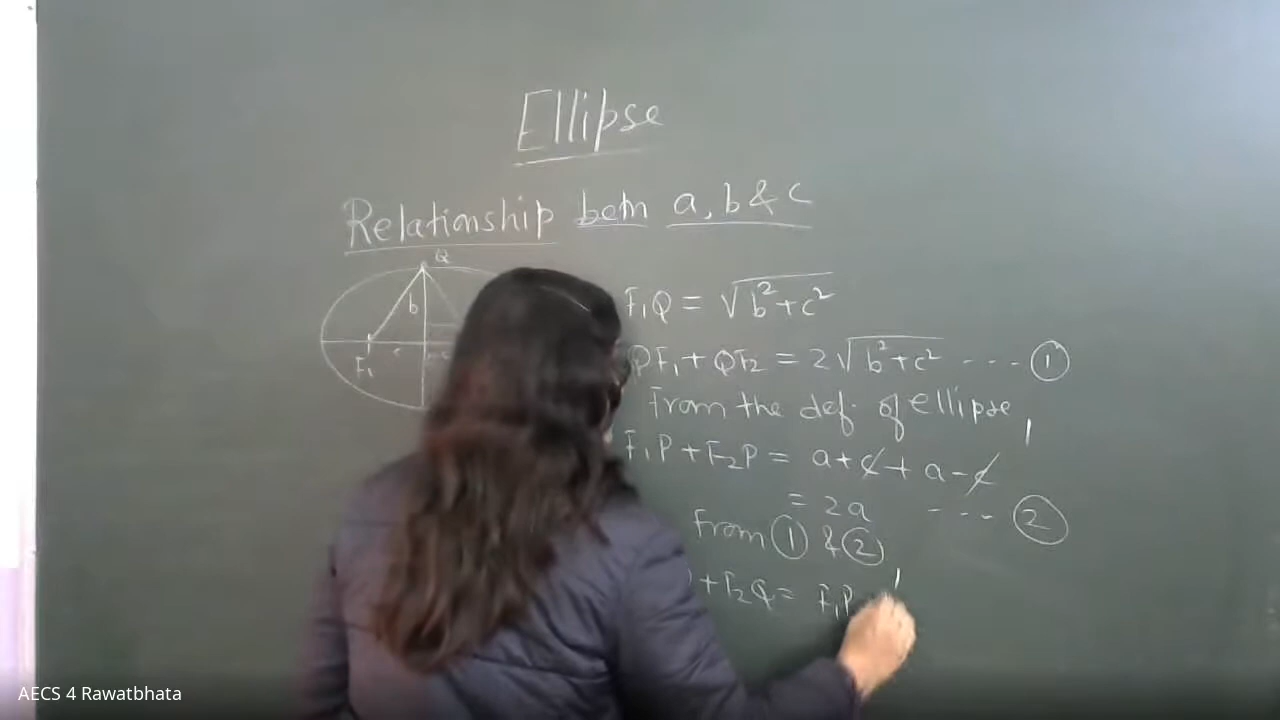 Ellipse
Relationship betn a, b & c
Q
b
F₁
c
F₁Q = √b²+c²
QF₁ + QF₂ = 2√b²+c² ---- ①
From the def. of ellipse,
F₁P + F₂P = a+c+a-c
= 2a --- ②
From ① & ②
+F₂Q = F₁P
AECS 4 Rawatbhata